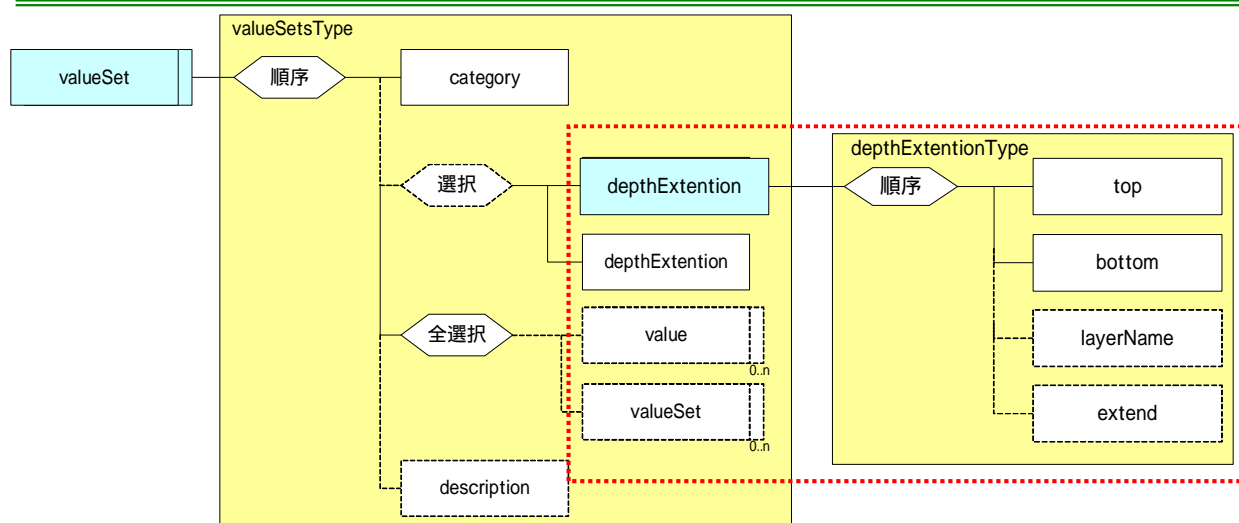 valueSetsType
valueSet
順序
category
depthExtentionType
選択
depthExtention
順序
top
depthExtention
bottom
全選択
value
0..n
layerName
valueSet
0..n
extend
description